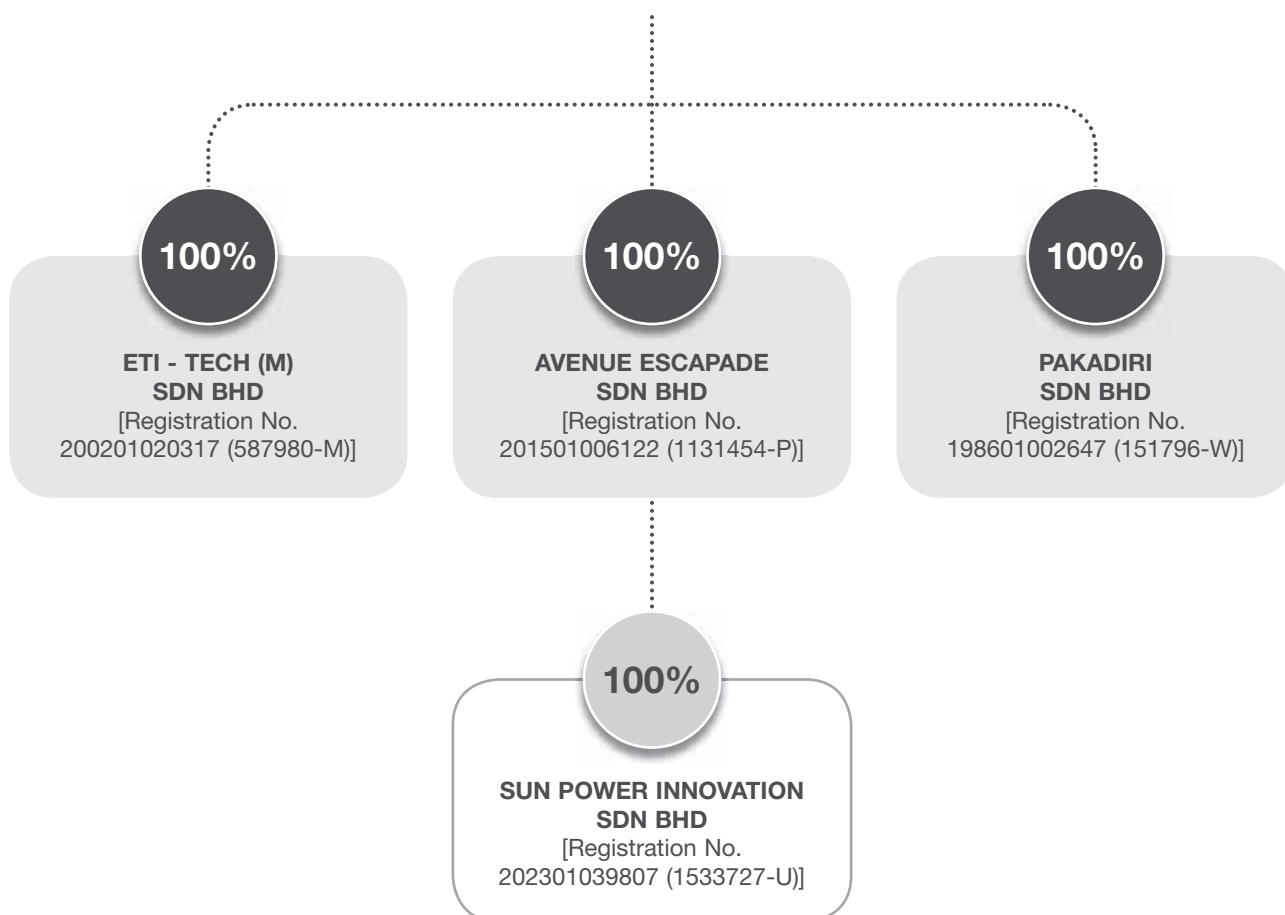 100%
ETI - TECH (M)
SDN BHD
[Registration No.
200201020317 (587980-M)]
100%
AVENUE ESCAPADE
SDN BHD
[Registration No.
201501006122 (1131454-P)]
100%
PAKADIRI
SDN BHD
[Registration No.
198601002647 (151796-W)]
100%
SUN POWER INNOVATION
SDN BHD
[Registration No.
202301039807 (1533727-U)]